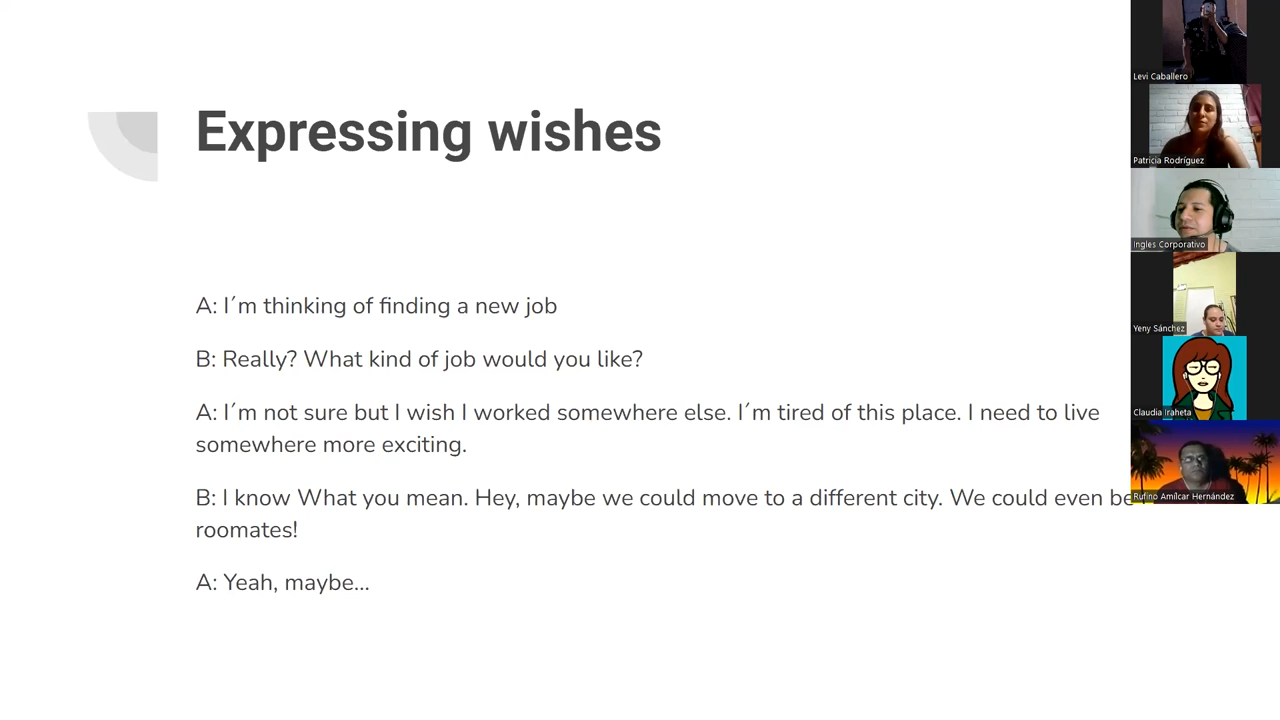 Expressing wishes
A: I´m thinking of finding a new job
B: Really? What kind of job would you like?
A: I´m not sure but I wish I worked somewhere else. I´m tired of this place. I need to live
somewhere more exciting.
B: I know What you mean. Hey, maybe we could move to a different city. We could even be
roomates!
A: Yeah, maybe...
Levi Caballero
Patricia Rodríguez
Ingles Corporativo
Yeny Sánchez
Claudia Iraheta
Rufino Amílcar Hernández